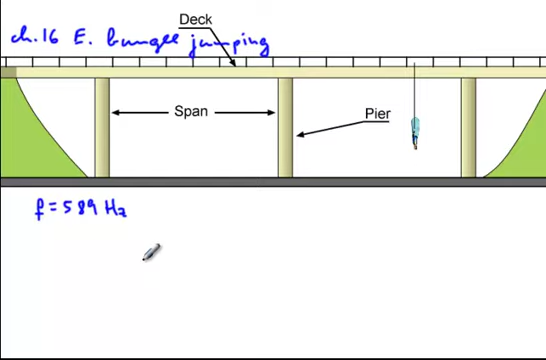 Deck
ch.16 E. bungee jumping
Span
Pier
f = 589 Hz